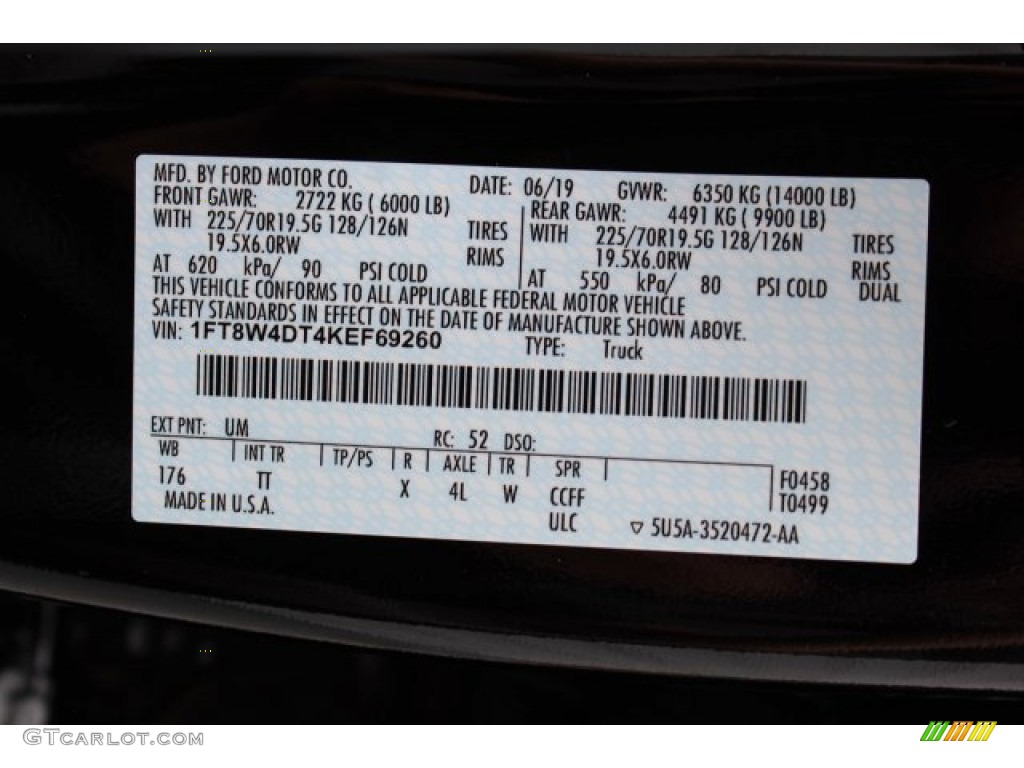 MFD. BY FORD MOTOR CO. DATE: 06/19 GVWR: 6350 KG (14000 LB)
FRONT GAWR: 2722 KG ( 6000 LB) REAR GAWR: 4491 KG ( 9900 LB)
WITH 225/70R19.5G 128/126N TIRES WITH 225/70R19.5G 128/126N TIRES
19.5X6.0RW RIMS 19.5X6.0RW RIMS
AT 620 kPa/ 90 PSI COLD AT 550 kPa/ 80 PSI COLD DUAL
THIS VEHICLE CONFORMS TO ALL APPLICABLE FEDERAL MOTOR VEHICLE
SAFETY STANDARDS IN EFFECT ON THE DATE OF MANUFACTURE SHOWN ABOVE.
VIN: 1FT8W4DT4KEF69260 TYPE: Truck
EXT PNT: UM RC: 52 DSO:
WB INT TR TP/PS R AXLE TR SPR F0458
176 TT X 4L W CCFF T0499
MADE IN U.S.A. ULC 5U5A-3520472-AA
GTcarlot.com